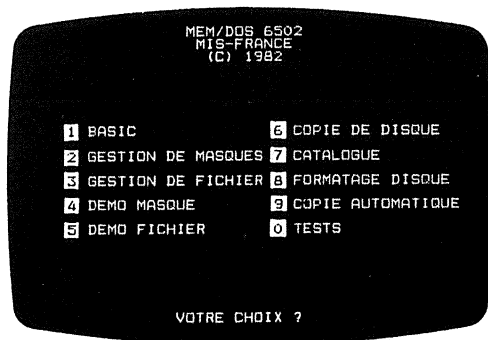 MEM/DOS 6502
MIS-FRANCE
(C) 1982
1 BASIC
2 GESTION DE MASQUES
3 GESTION DE FICHIER
4 DEMO MASQUE
5 DEMO FICHIER
6 COPIE DE DISQUE
7 CATALOGUE
8 FORMATAGE DISQUE
9 COPIE AUTOMATIQUE
0 TESTS
VOTRE CHOIX ?